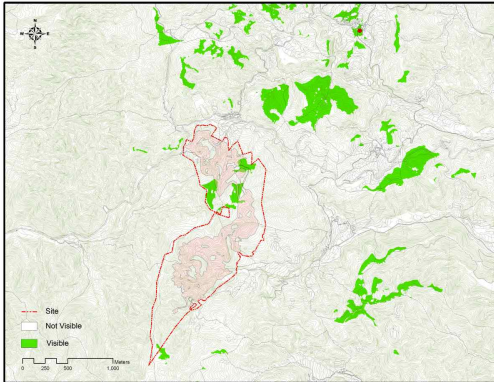 N
W E
S
Site
Not Visible
Visible
Meters
0 250 500 1,000